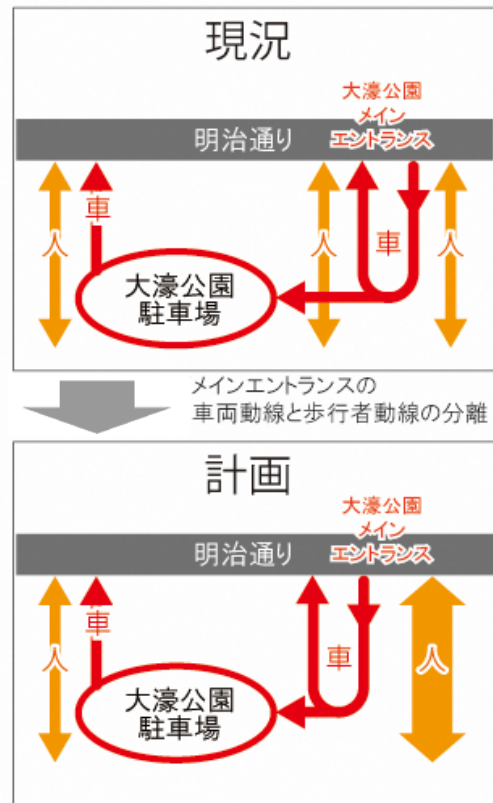 現況
大濠公園
メイン
エントランス
明治通り
車
人
人
車
人
大濠公園
駐車場
メインエントランスの
車両動線と歩行者動線の分離
計画
大濠公園
メイン
エントランス
明治通り
車
人
車
人
大濠公園
駐車場